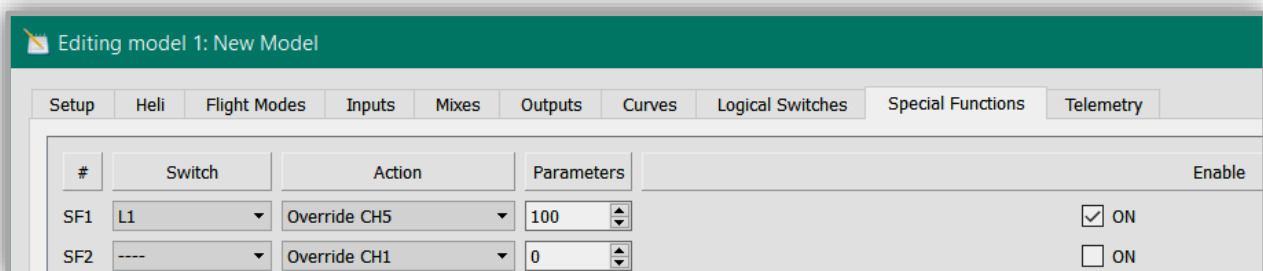 Editing model 1: New Model
Setup Heli Flight Modes Inputs Mixes Outputs Curves Logical Switches Special Functions Telemetry
# Switch Action Parameters Enable
SF1 L1 Override CH5 100 ON
SF2 ---- Override CH1 0 ON